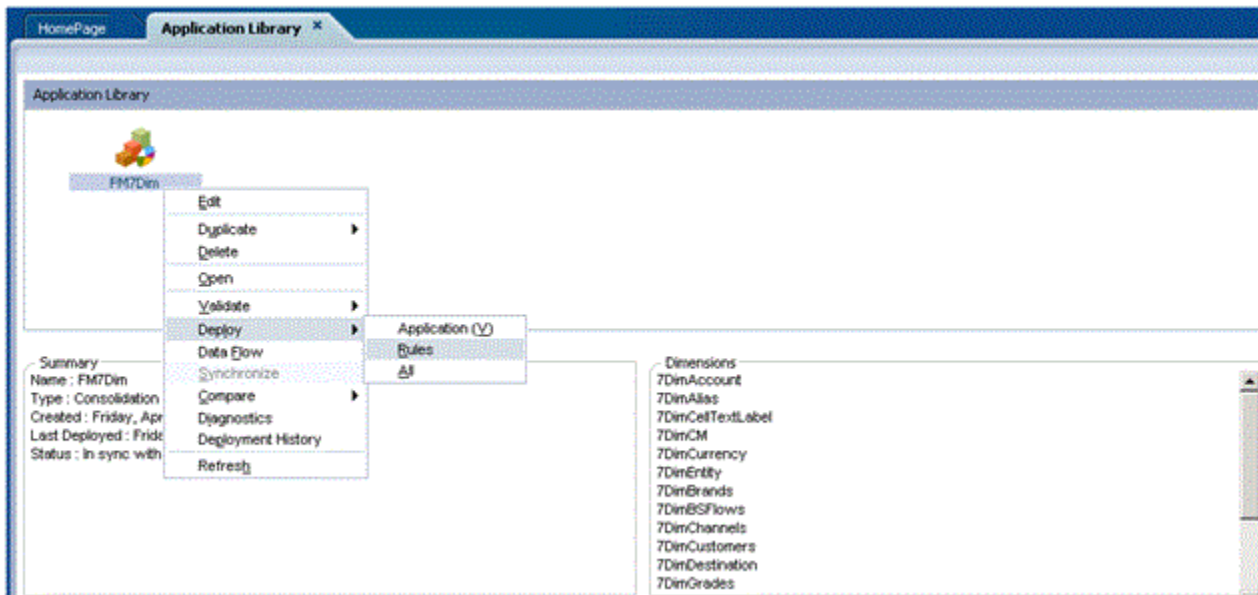 HomePage
Application Library ×
Application Library
FM7Dim
Edit
Duplicate
Delete
Open
Validate
Deploy
Data Flow
Synchronize
Compare
Diagnostics
Deployment History
Refresh
Application (V)
Rules
All
Summary
Name : FM7Dim
Type : Consolidation
Created : Friday, Apr
Last Deployed : Frida
Status : In sync with
Dimensions
7DimAccount
7DimAlias
7DimCellTextLabel
7DimCM
7DimCurrency
7DimEntity
7DimBrands
7DimBSFlows
7DimChannels
7DimCustomers
7DimDestination
7DimGrades